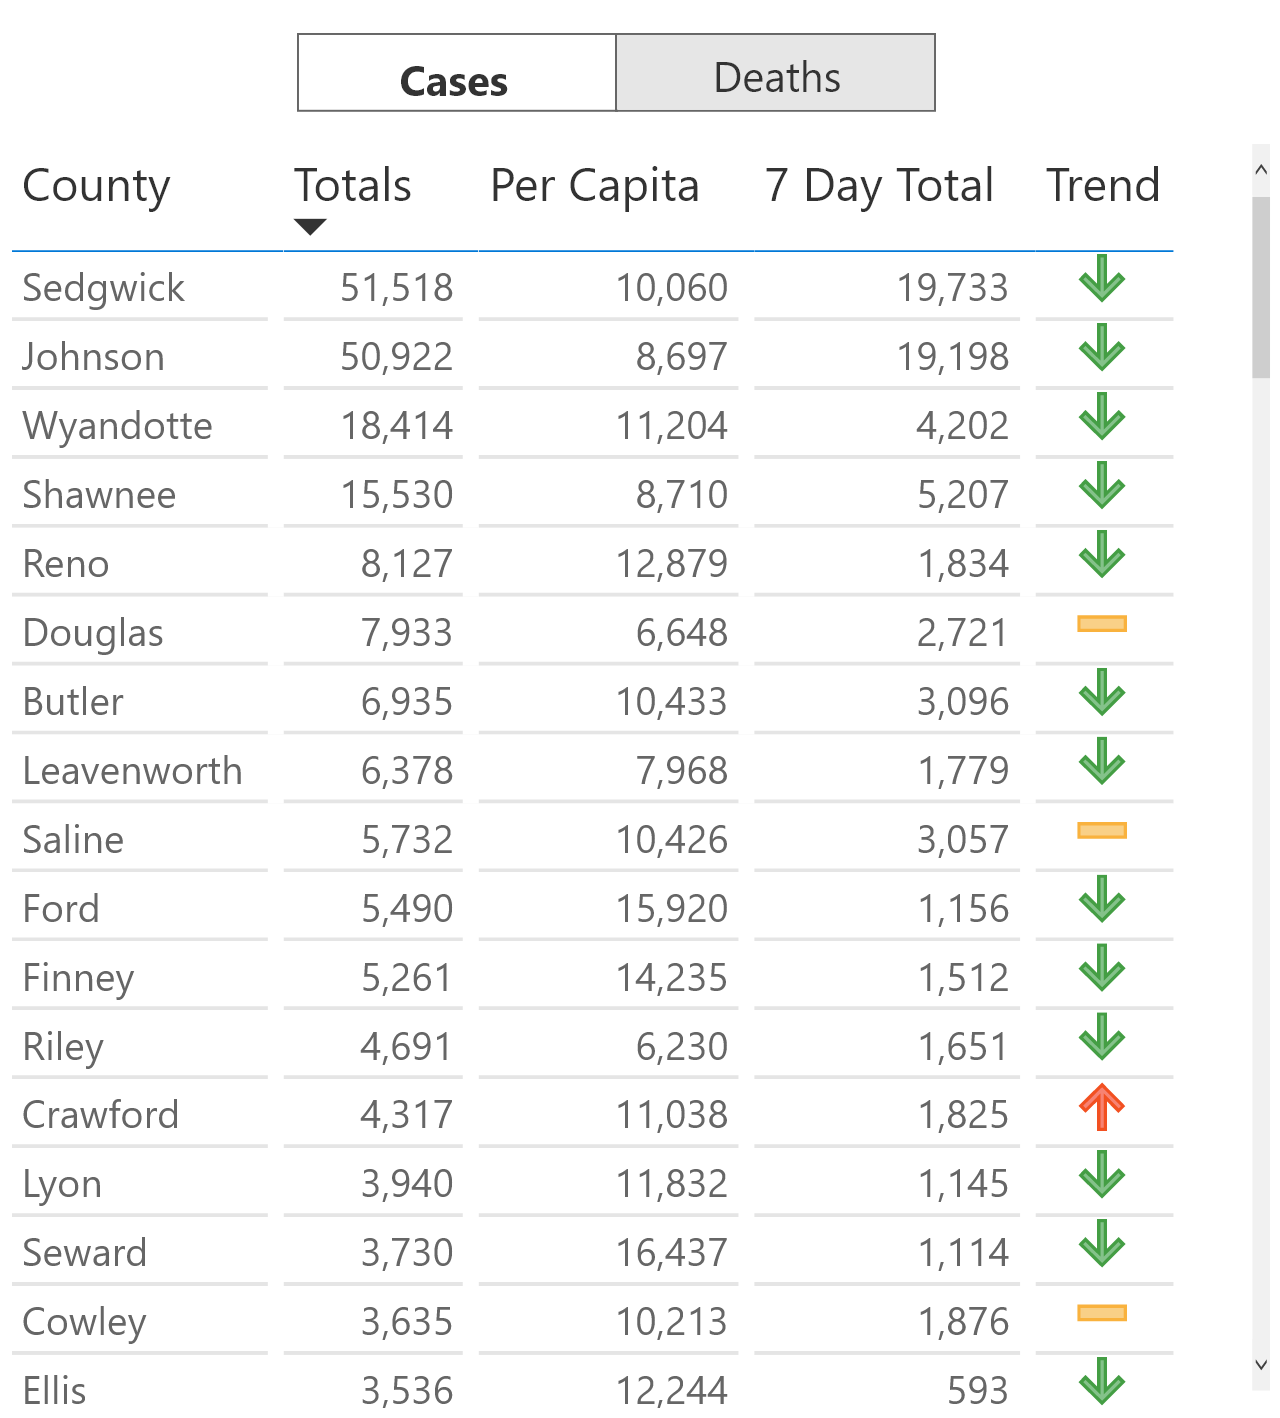 Cases Deaths
County Totals Per Capita 7 Day Total Trend
Sedgwick 51,518 10,060 19,733
Johnson 50,922 8,697 19,198
Wyandotte 18,414 11,204 4,202
Shawnee 15,530 8,710 5,207
Reno 8,127 12,879 1,834
Douglas 7,933 6,648 2,721
Butler 6,935 10,433 3,096
Leavenworth 6,378 7,968 1,779
Saline 5,732 10,426 3,057
Ford 5,490 15,920 1,156
Finney 5,261 14,235 1,512
Riley 4,691 6,230 1,651
Crawford 4,317 11,038 1,825
Lyon 3,940 11,832 1,145
Seward 3,730 16,437 1,114
Cowley 3,635 10,213 1,876
Ellis 3,536 12,244 593